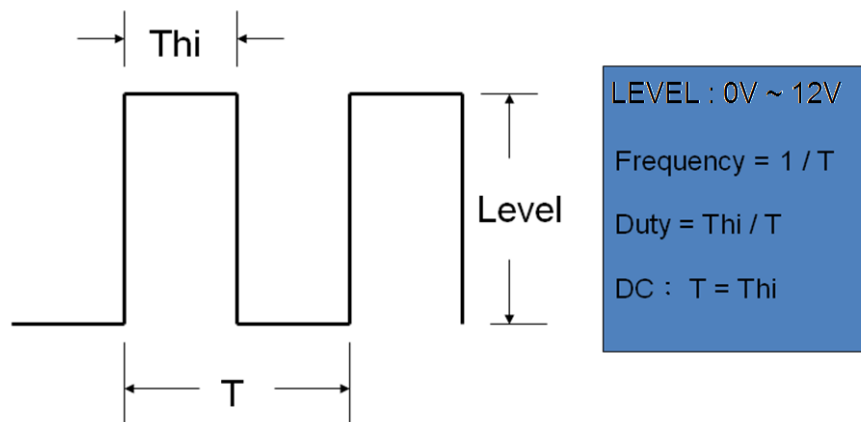 Thi
Level
T
LEVEL : 0V ~ 12V
Frequency = 1 / T
Duty = Thi / T
DC： T = Thi